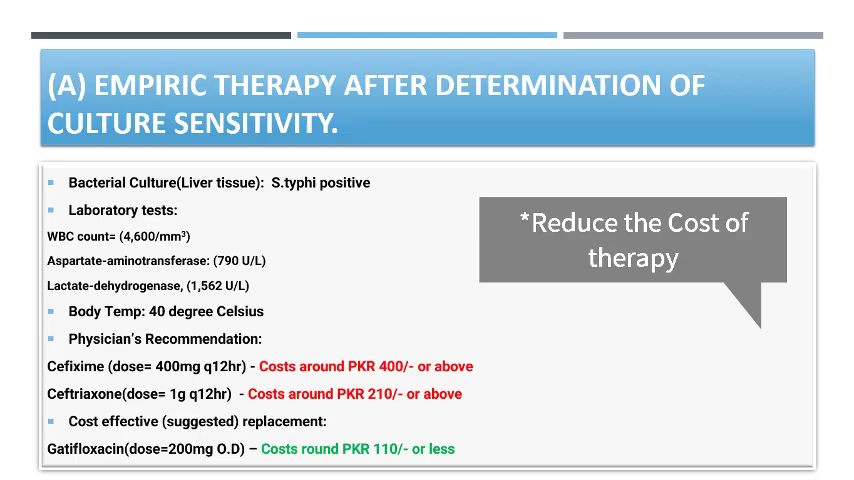 (A) EMPIRIC THERAPY AFTER DETERMINATION OF
CULTURE SENSITIVITY.
Bacterial Culture(Liver tissue): S.typhi positive
Laboratory tests:
WBC count= (4,600/mm³)
Aspartate-aminotransferase: (790 U/L)
Lactate-dehydrogenase, (1,562 U/L)
Body Temp: 40 degree Celsius
Physician's Recommendation:
Cefixime (dose= 400mg q12hr) - Costs around PKR 400/- or above
Ceftriaxone(dose= 1g q12hr) - Costs around PKR 210/- or above
Cost effective (suggested) replacement:
Gatifloxacin(dose=200mg O.D) – Costs round PKR 110/- or less
*Reduce the Cost of
therapy